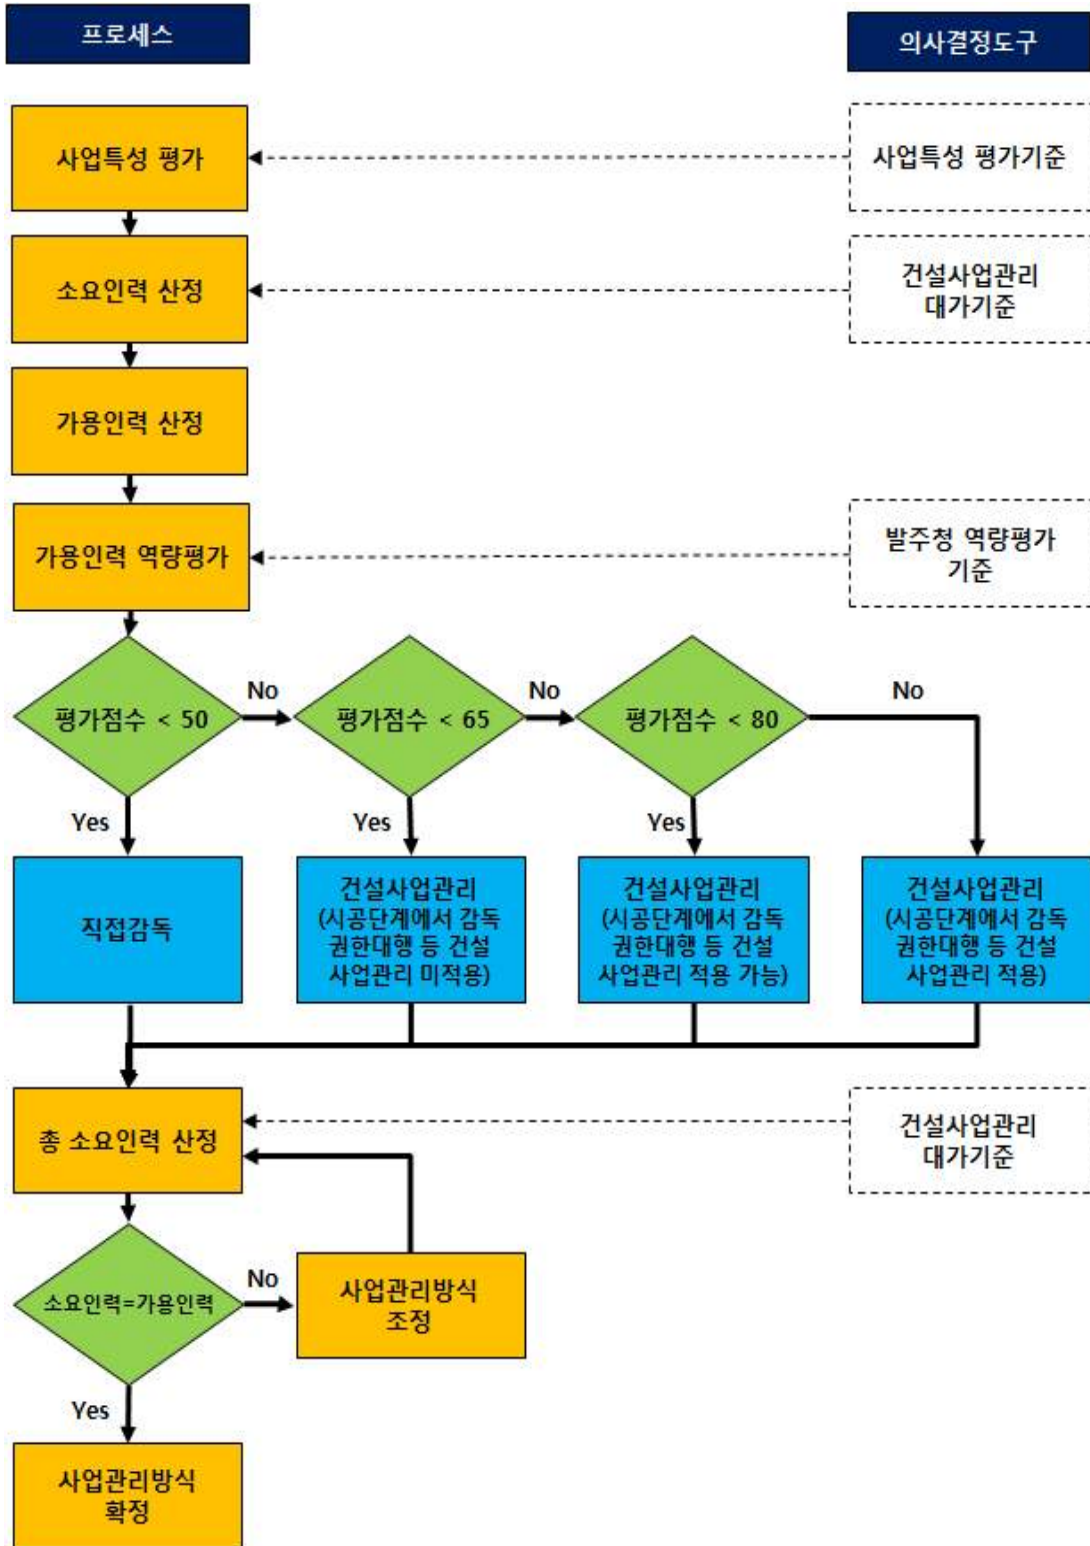 프로세스
의사결정도구
사업특성 평가
사업특성 평가기준
소요인력 산정
건설사업관리
대가기준
가용인력 산정
가용인력 역량평가
발주청 역량평가
기준
평가점수 < 50
No
평가점수 < 65
No
평가점수 < 80
No
Yes
Yes
Yes
직접감독
건설사업관리
(시공단계에서 감독
권한대행 등 건설
사업관리 미적용)
건설사업관리
(시공단계에서 감독
권한대행 등 건설
사업관리 적용 가능)
건설사업관리
(시공단계에서 감독
권한대행 등 건설
사업관리 적용)
총 소요인력 산정
건설사업관리
대가기준
소요인력=가용인력
No
사업관리방식
조정
Yes
사업관리방식
확정